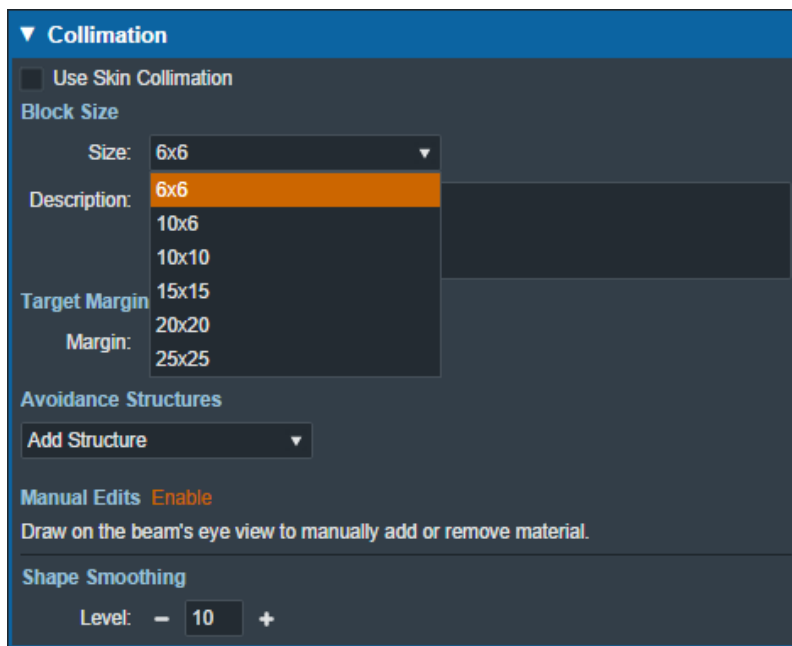 ▼ Collimation
Use Skin Collimation
Block Size
Size: 6x6 ▼
Description:
6x6
10x6
10x10
15x15
20x20
25x25
Target Margin
Margin:
Avoidance Structures
Add Structure ▼
Manual Edits Enable
Draw on the beam's eye view to manually add or remove material.
Shape Smoothing
Level: − 10 +